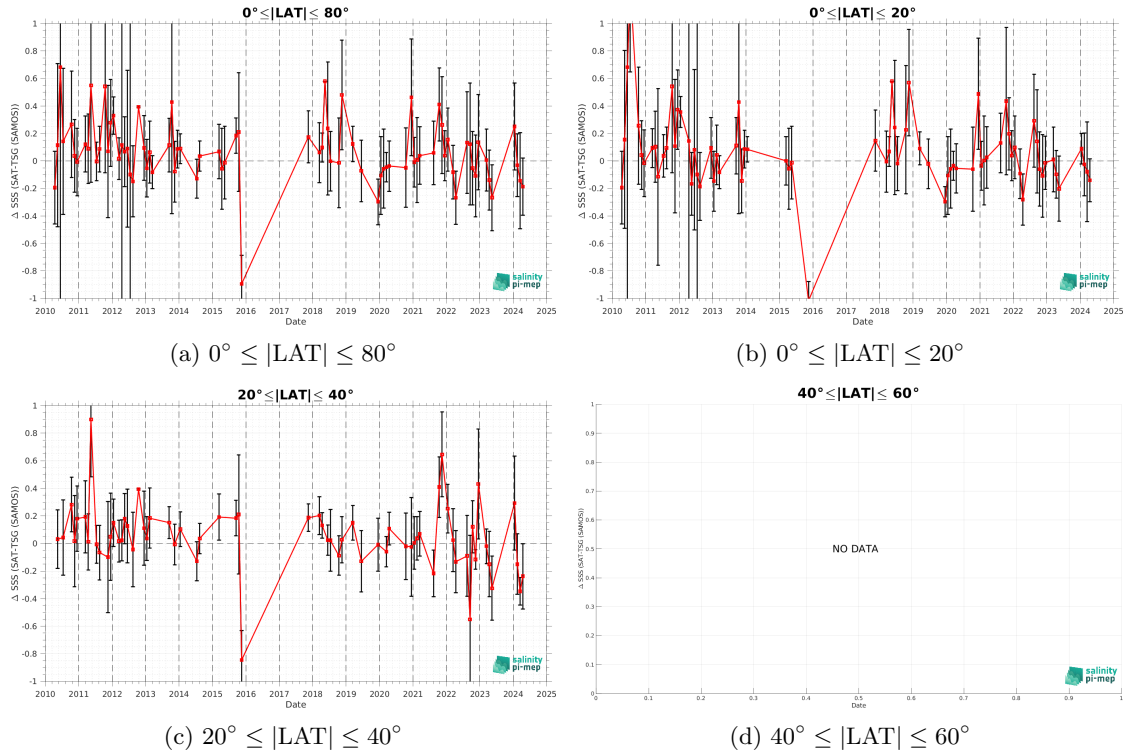 0°≤|LAT|≤ 80°
Δ SSS (SAT-TSG (SAMOS))
1
0.8
0.6
0.4
0.2
0
-0.2
-0.4
-0.6
-0.8
-1
2010 2011 2012 2013 2014 2015 2016 2017 2018 2019 2020 2021 2022 2023 2024 2025
Date
salinity
pi-mep
(a) 0° ≤ |LAT| ≤ 80°
0°≤|LAT|≤ 20°
Δ SSS (SAT-TSG (SAMOS))
1
0.8
0.6
0.4
0.2
0
-0.2
-0.4
-0.6
-0.8
-1
2010 2011 2012 2013 2014 2015 2016 2017 2018 2019 2020 2021 2022 2023 2024 2025
Date
salinity
pi-mep
(b) 0° ≤ |LAT| ≤ 20°
20°≤|LAT|≤ 40°
Δ SSS (SAT-TSG (SAMOS))
1
0.8
0.6
0.4
0.2
0
-0.2
-0.4
-0.6
-0.8
-1
2010 2011 2012 2013 2014 2015 2016 2017 2018 2019 2020 2021 2022 2023 2024 2025
Date
salinity
pi-mep
(c) 20° ≤ |LAT| ≤ 40°
40°≤|LAT|≤ 60°
Δ SSS (SAT-TSG (SAMOS))
1
0.9
0.8
0.7
0.6
0.5
0.4
0.3
0.2
0.1
0
NO DATA
0 0.1 0.2 0.3 0.4 0.5 0.6 0.7 0.8 0.9 1
Date
salinity
pi-mep
(d) 40° ≤ |LAT| ≤ 60°